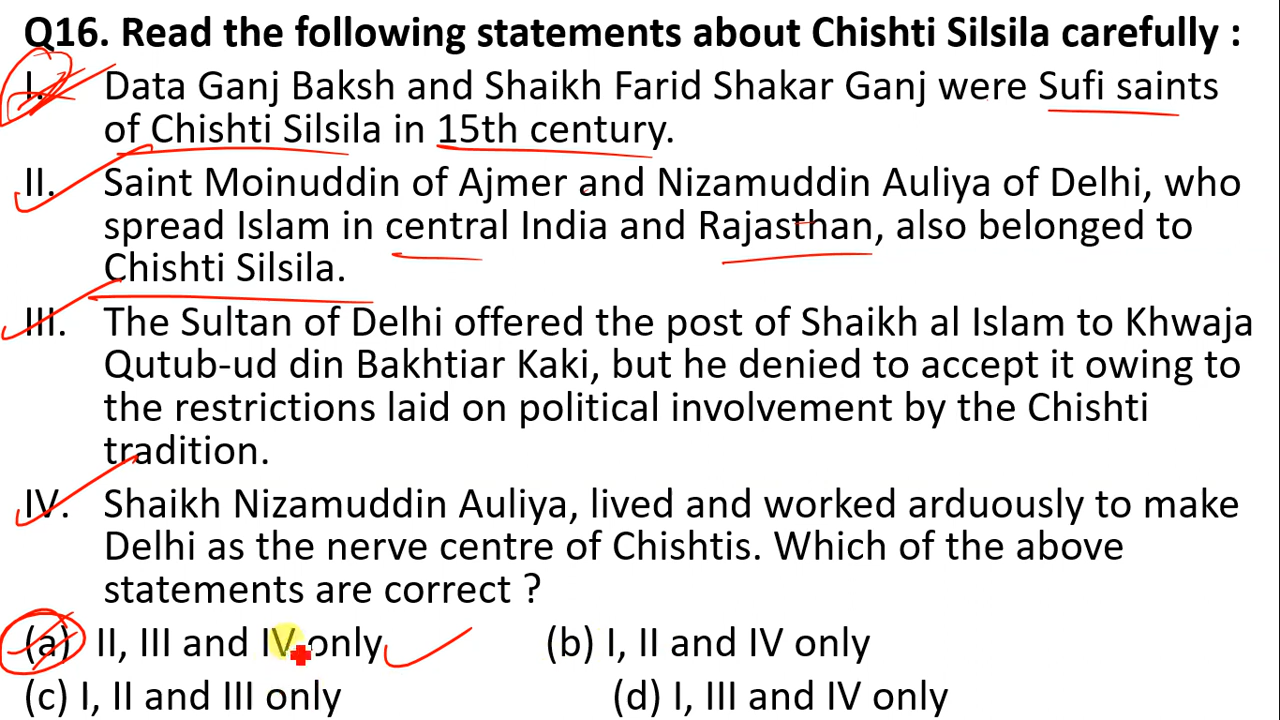 Q16. Read the following statements about Chishti Silsila carefully :
I. Data Ganj Baksh and Shaikh Farid Shakar Ganj were Sufi saints
of Chishti Silsila in 15th century.
II. Saint Moinuddin of Ajmer and Nizamuddin Auliya of Delhi, who
spread Islam in central India and Rajasthan, also belonged to
Chishti Silsila.
III. The Sultan of Delhi offered the post of Shaikh al Islam to Khwaja
Qutub-ud din Bakhtiar Kaki, but he denied to accept it owing to
the restrictions laid on political involvement by the Chishti
tradition.
IV. Shaikh Nizamuddin Auliya, lived and worked arduously to make
Delhi as the nerve centre of Chishtis. Which of the above
statements are correct ?
(a) II, III and IV only (b) I, II and IV only
(c) I, II and III only (d) I, III and IV only